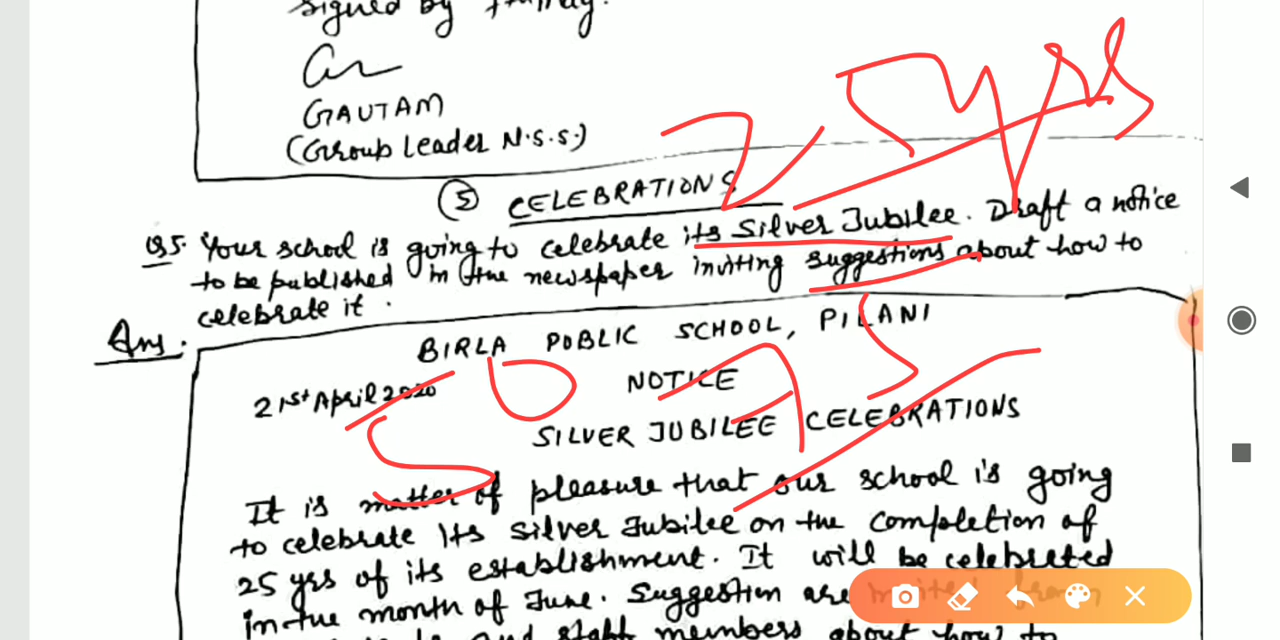 signed by
GAUTAM
(Group Leader N.S.S.)
25 yrs
(5) CELEBRATIONS
Q5. Your school is going to celebrate its Silver Jubilee. Draft a notice
to be published in the newspaper inviting suggestions about how to
celebrate it.
Ans.
BIRLA PUBLIC SCHOOL, PILANI
50 75
21st April 2020
NOTICE
SILVER JUBILEE CELEBRATIONS
It is matter of pleasure that our school is going
to celebrate Its Silver Jubilee on the completion of
25 yrs of its establishment. It will be celebrated
in the month of June. Suggestion are
and staff members about how to